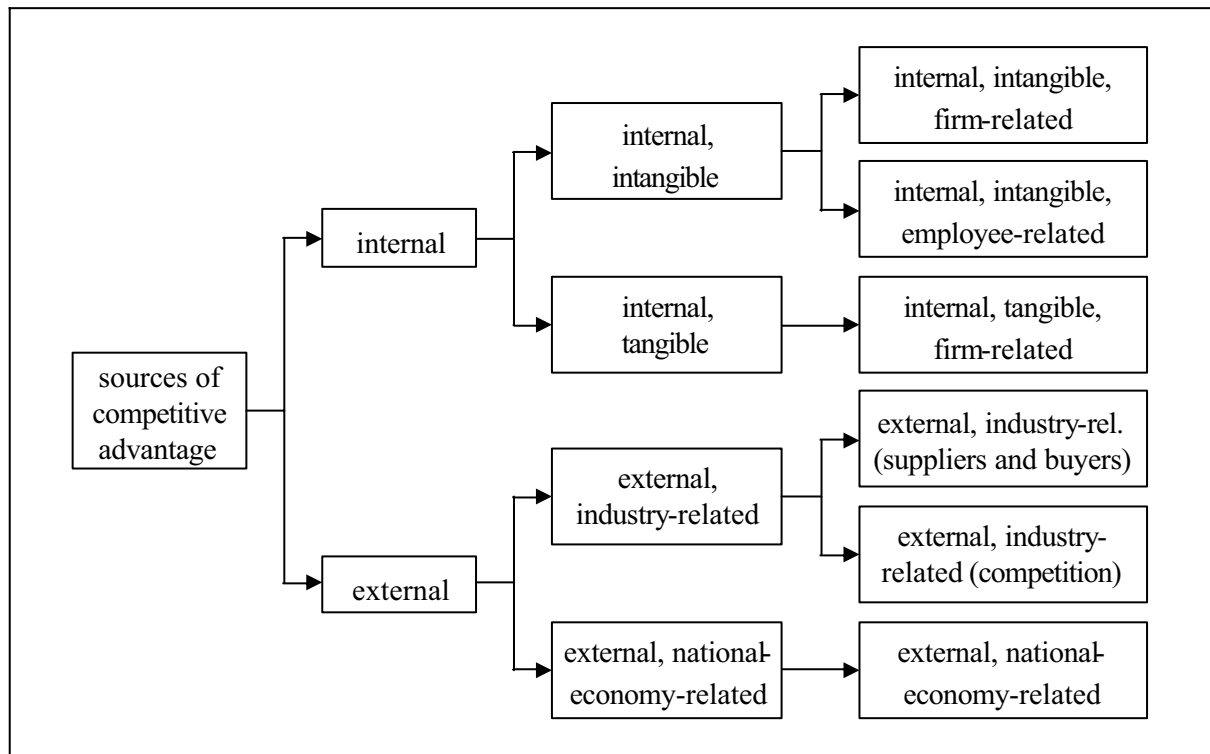 sources of
competitive
advantage
internal
external
internal,
intangible
internal,
tangible
external,
industry-related
external, national-
economy-related
internal, intangible,
firm-related
internal, intangible,
employee-related
internal, tangible,
firm-related
external, industry-rel.
(suppliers and buyers)
external, industry-
related (competition)
external, national-
economy-related